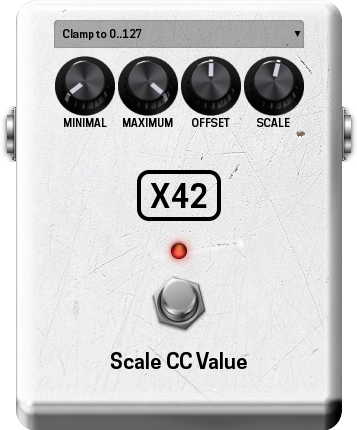 Clamp to 0..127
MINIMAL MAXIMUM OFFSET SCALE
X42
Scale CC Value